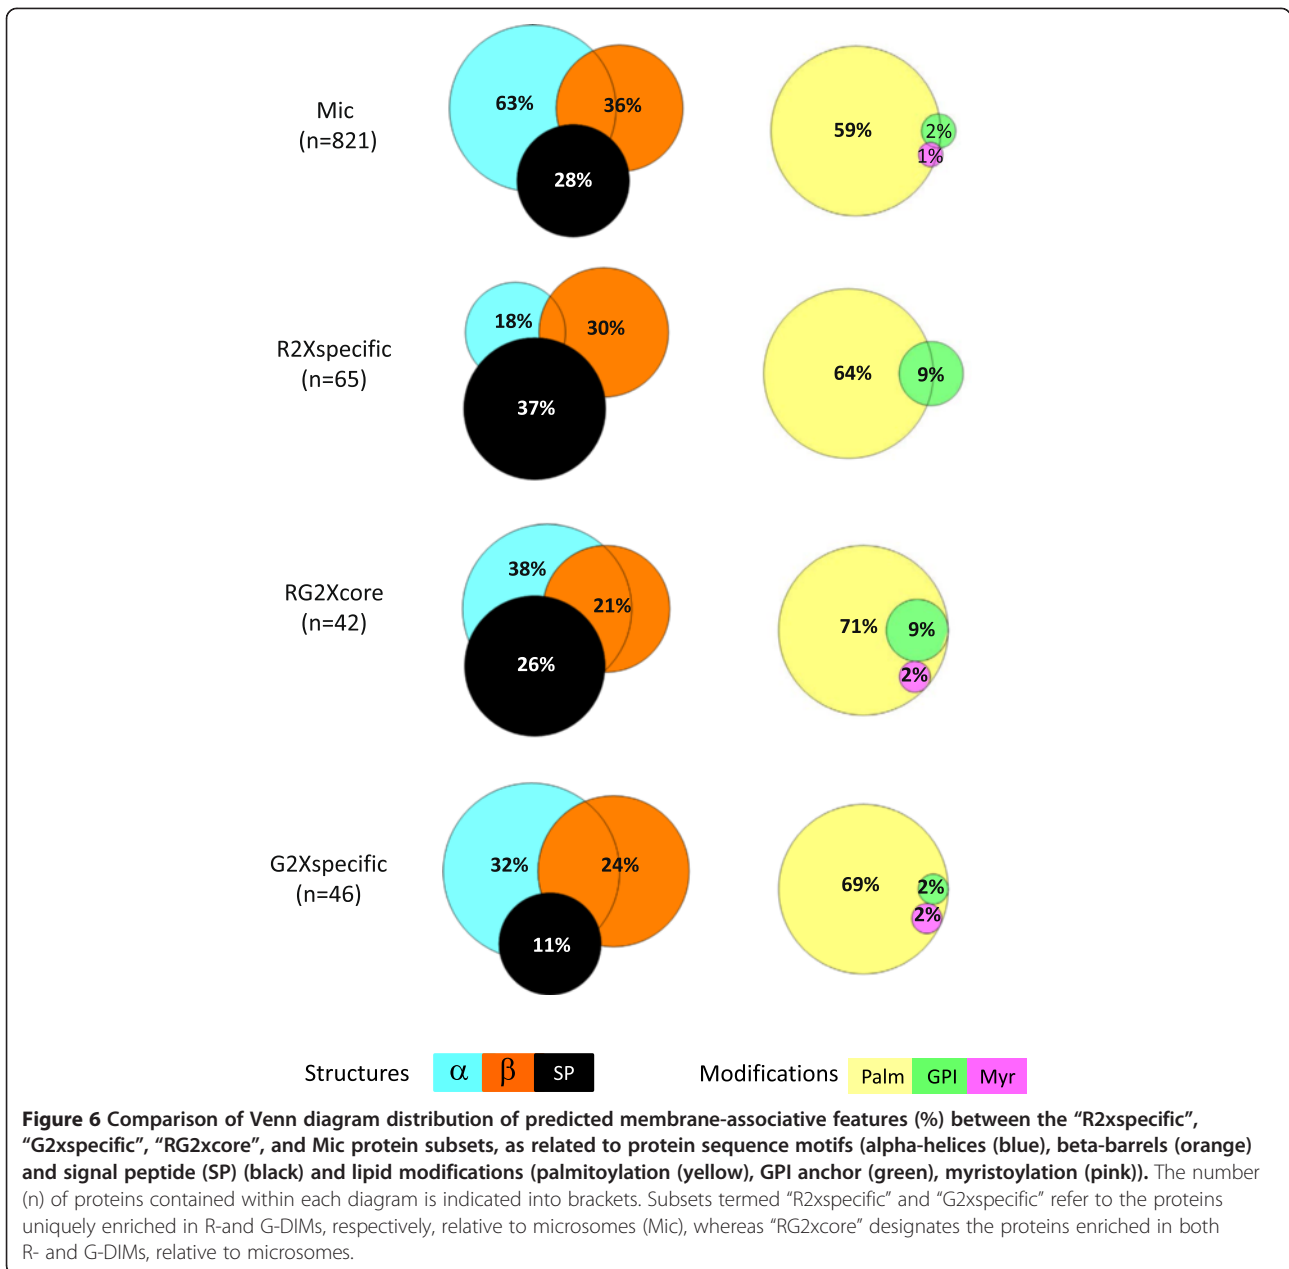 Mic
(n=821)
63%
36%
28%
59%
2%
1%
R2Xspecific
(n=65)
18%
30%
37%
64%
9%
RG2Xcore
(n=42)
38%
21%
26%
71%
9%
2%
G2Xspecific
(n=46)
32%
24%
11%
69%
2%
2%
Structures α β SP Modifications Palm GPI Myr
Figure 6 Comparison of Venn diagram distribution of predicted membrane-associative features (%) between the “R2xspecific”,
“G2xspecific”, “RG2xcore”, and Mic protein subsets, as related to protein sequence motifs (alpha-helices (blue), beta-barrels (orange)
and signal peptide (SP) (black) and lipid modifications (palmitoylation (yellow), GPI anchor (green), myristoylation (pink)). The number
(n) of proteins contained within each diagram is indicated into brackets. Subsets termed “R2xspecific” and “G2xspecific” refer to the proteins
uniquely enriched in R-and G-DIMs, respectively, relative to microsomes (Mic), whereas “RG2xcore” designates the proteins enriched in both
R- and G-DIMs, relative to microsomes.